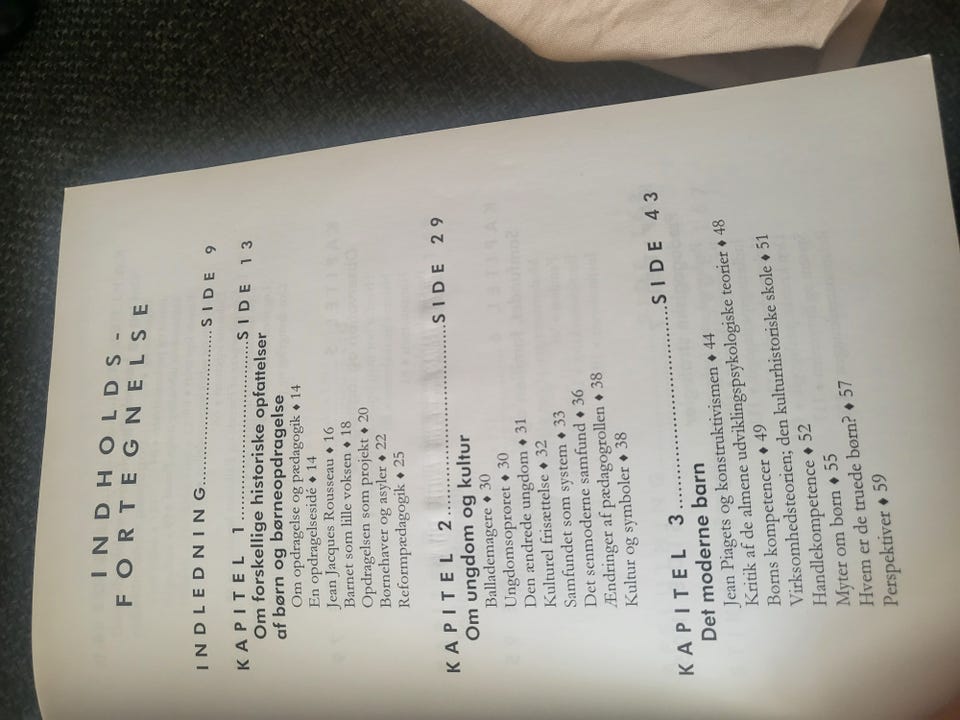 INDHOLDS-
FORTEGNELSE
INDLEDNING..............................SIDE 9
KAPITEL 1..............................SIDE 13
Om forskellige historiske opfattelser
af børn og børneopdragelse
Om opdragelse og pædagogik ♦ 14
En opdragelsesidé ♦ 14
Jean Jacques Rousseau ♦ 16
Barnet som lille voksen ♦ 18
Opdragelsen som projekt ♦ 20
Børnehaver og asyler ♦ 22
Reformpædagogik ♦ 25
KAPITEL 2..............................SIDE 29
Om ungdom og kultur
Ballademagere ♦ 30
Ungdomsoprøret ♦ 30
Den ændrede ungdom ♦ 31
Kulturel frisættelse ♦ 32
Samfundet som system ♦ 33
Det senmoderne samfund ♦ 36
Ændringer af pædagogrollen ♦ 38
Kultur og symboler ♦ 38
KAPITEL 3..............................SIDE 43
Det moderne barn
Jean Piagets og konstruktivismen ♦ 44
Kritik af de almene udviklingspsykologiske teorier ♦ 48
Børns kompetencer ♦ 49
Virksomhedsteorien; den kulturhistoriske skole ♦ 51
Handlekompetence ♦ 52
Myter om børn ♦ 55
Hvem er de truede børn? ♦ 57
Perspektiver ♦ 59